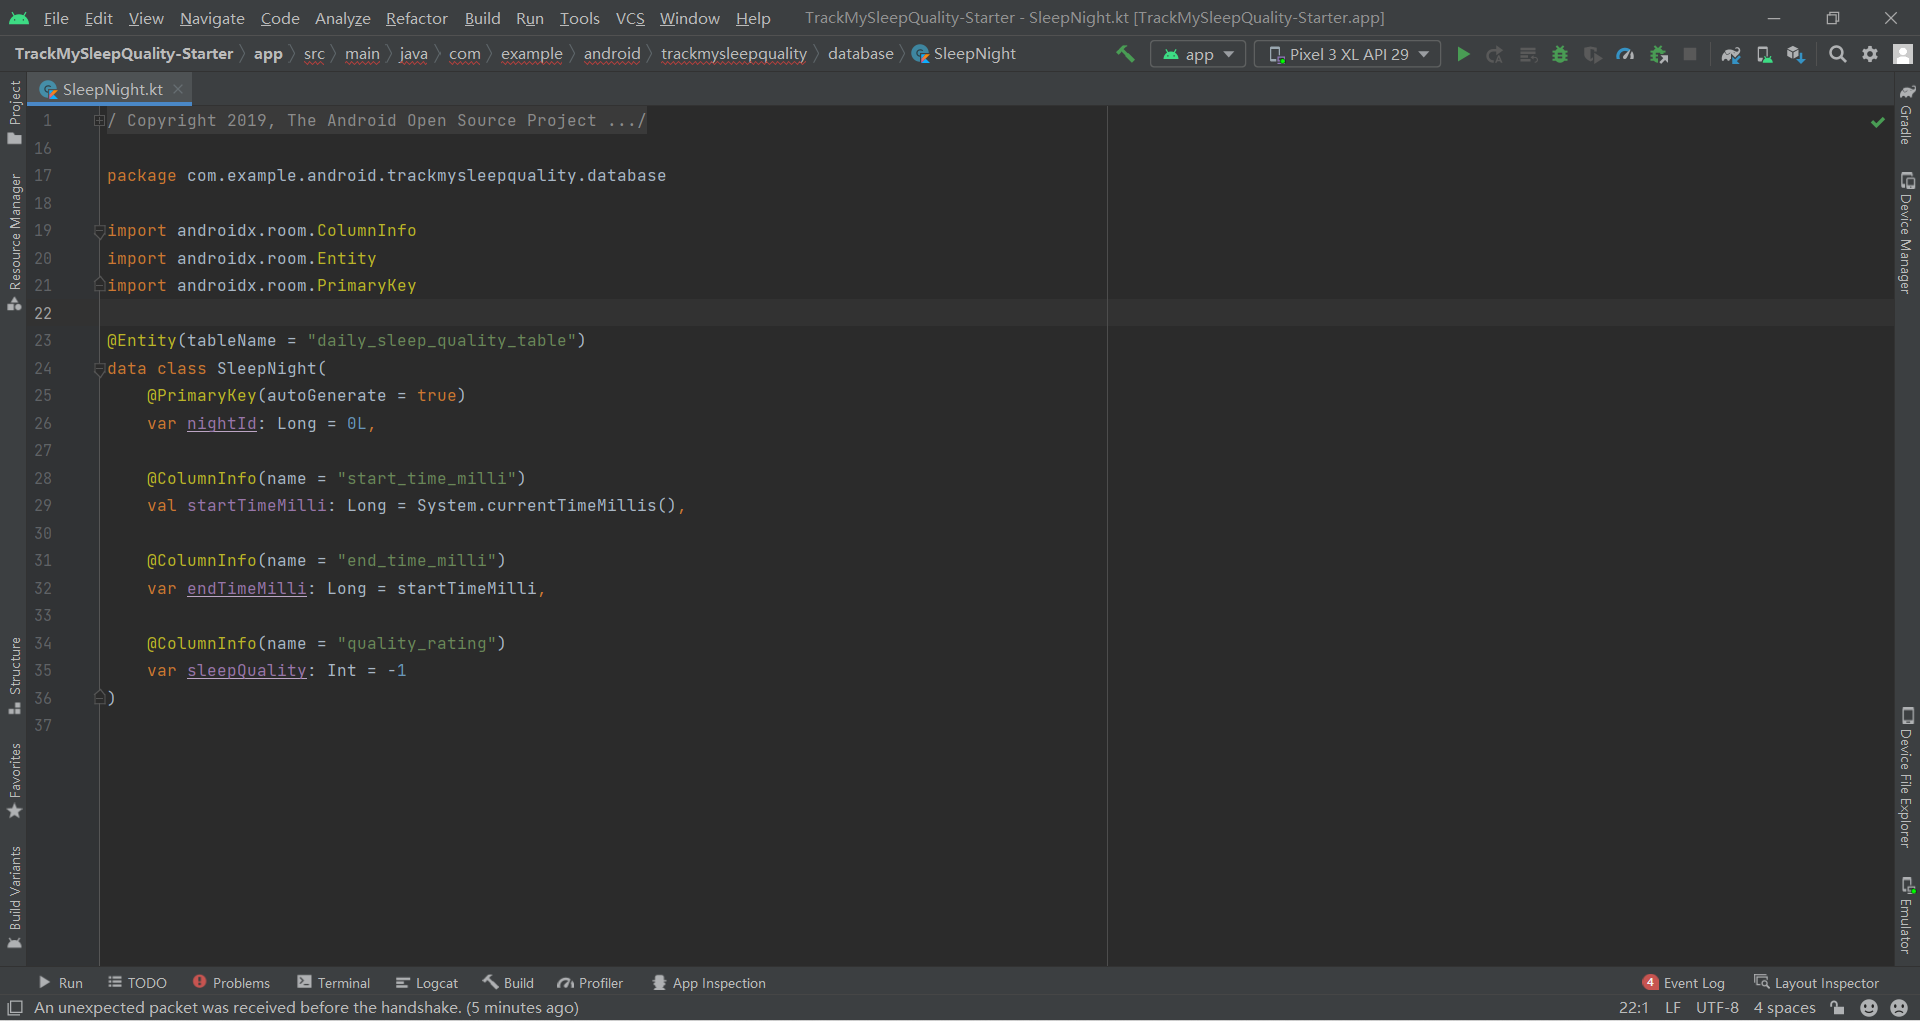 File Edit View Navigate Code Analyze Refactor Build Run Tools VCS Window Help TrackMySleepQuality-Starter - SleepNight.kt [TrackMySleepQuality-Starter.app]
TrackMySleepQuality-Starter app src main java com example android trackmysleepquality database SleepNight app Pixel 3 XL API 29
SleepNight.kt
Project
Resource Manager
Structure
Favorites
Build Variants
1 / Copyright 2019, The Android Open Source Project .../
16
17 package com.example.android.trackmysleepquality.database
18
19 import androidx.room.ColumnInfo
20 import androidx.room.Entity
21 import androidx.room.PrimaryKey
22
23 @Entity(tableName = "daily_sleep_quality_table")
24 data class SleepNight(
25 @PrimaryKey(autoGenerate = true)
26 var nightId: Long = 0L,
27
28 @ColumnInfo(name = "start_time_milli")
29 val startTimeMilli: Long = System.currentTimeMillis(),
30
31 @ColumnInfo(name = "end_time_milli")
32 var endTimeMilli: Long = startTimeMilli,
33
34 @ColumnInfo(name = "quality_rating")
35 var sleepQuality: Int = -1
36 )
37
Gradle
Device Manager
Device File Explorer
Emulator
Run TODO Problems Terminal Logcat Build Profiler App Inspection 4 Event Log Layout Inspector
An unexpected packet was received before the handshake. (5 minutes ago) 22:1 LF UTF-8 4 spaces